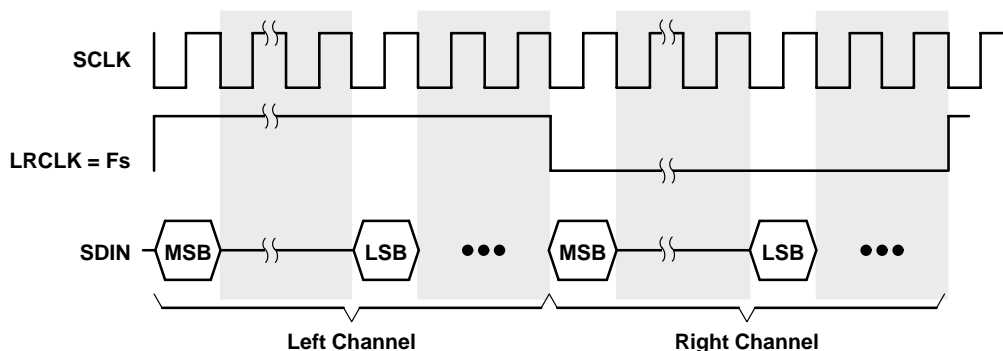 SCLK
LRCLK = Fs
SDIN
MSB
LSB
MSB
LSB
Left Channel
Right Channel